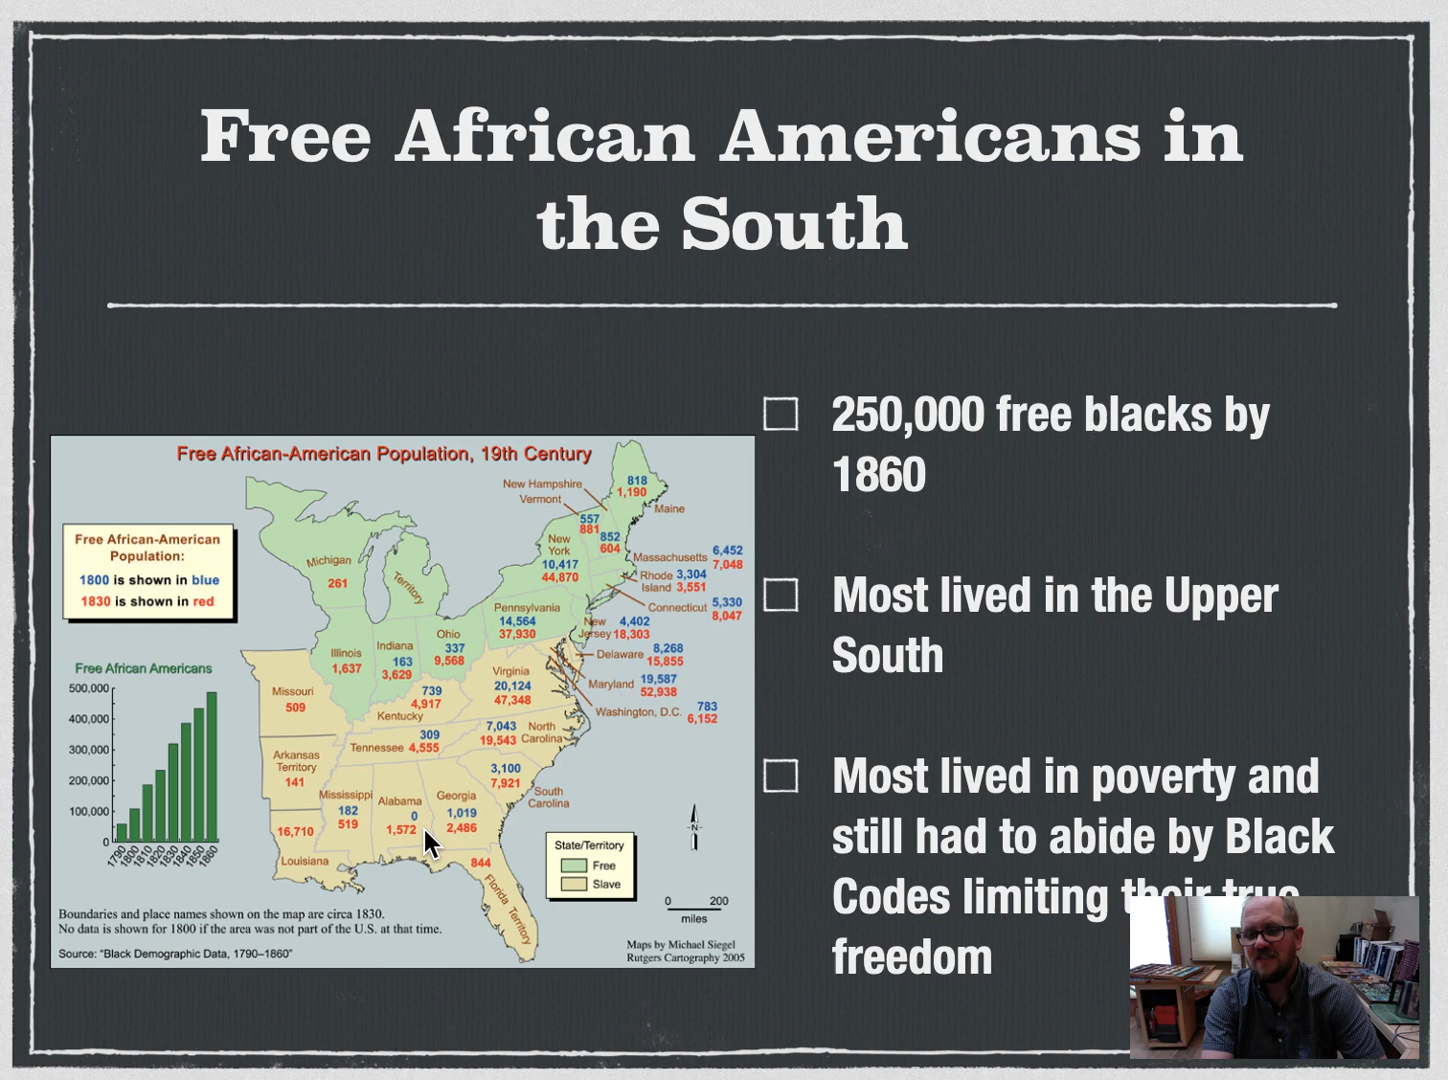 Free African Americans in
the South
250,000 free blacks by
1860
Most lived in the Upper
South
Most lived in poverty and
still had to abide by Black
Codes limiting their true
freedom
Free African-American Population, 19th Century
Free African-American
Population:
1800 is shown in blue
1830 is shown in red
New Hampshire
Vermont
818
1,190
Maine
557
881
852
604
New
York
10,417
44,870
Massachusetts 6,452
7,048
Rhode 3,304
Island 3,551
Connecticut 5,330
8,047
Michigan
261
Territory
Pennsylvania
14,564
37,930
New 4,402
Jersey 18,303
Delaware 8,268
15,855
Maryland 19,587
52,938
Washington, D.C. 783
6,152
Illinois
1,637
Indiana
163
3,629
Ohio
337
9,568
Virginia
20,124
47,348
Missouri
509
739
4,917
Kentucky
309
Tennessee 4,555
7,043 North
19,543 Carolina
Arkansas
Territory
141
3,100
7,921
South
Carolina
Mississippi
182
519
Alabama
0
1,572
Georgia
1,019
2,486
16,710
Louisiana
844
Florida Territory
Free African Americans
500,000
400,000
300,000
200,000
100,000
0
1790 1800 1810 1820 1830 1840 1850 1860
State/Territory
Free
Slave
N
0 200
miles
Boundaries and place names shown on the map are circa 1830.
No data is shown for 1800 if the area was not part of the U.S. at that time.
Source: "Black Demographic Data, 1790–1860"
Maps by Michael Siegel
Rutgers Cartography 2005